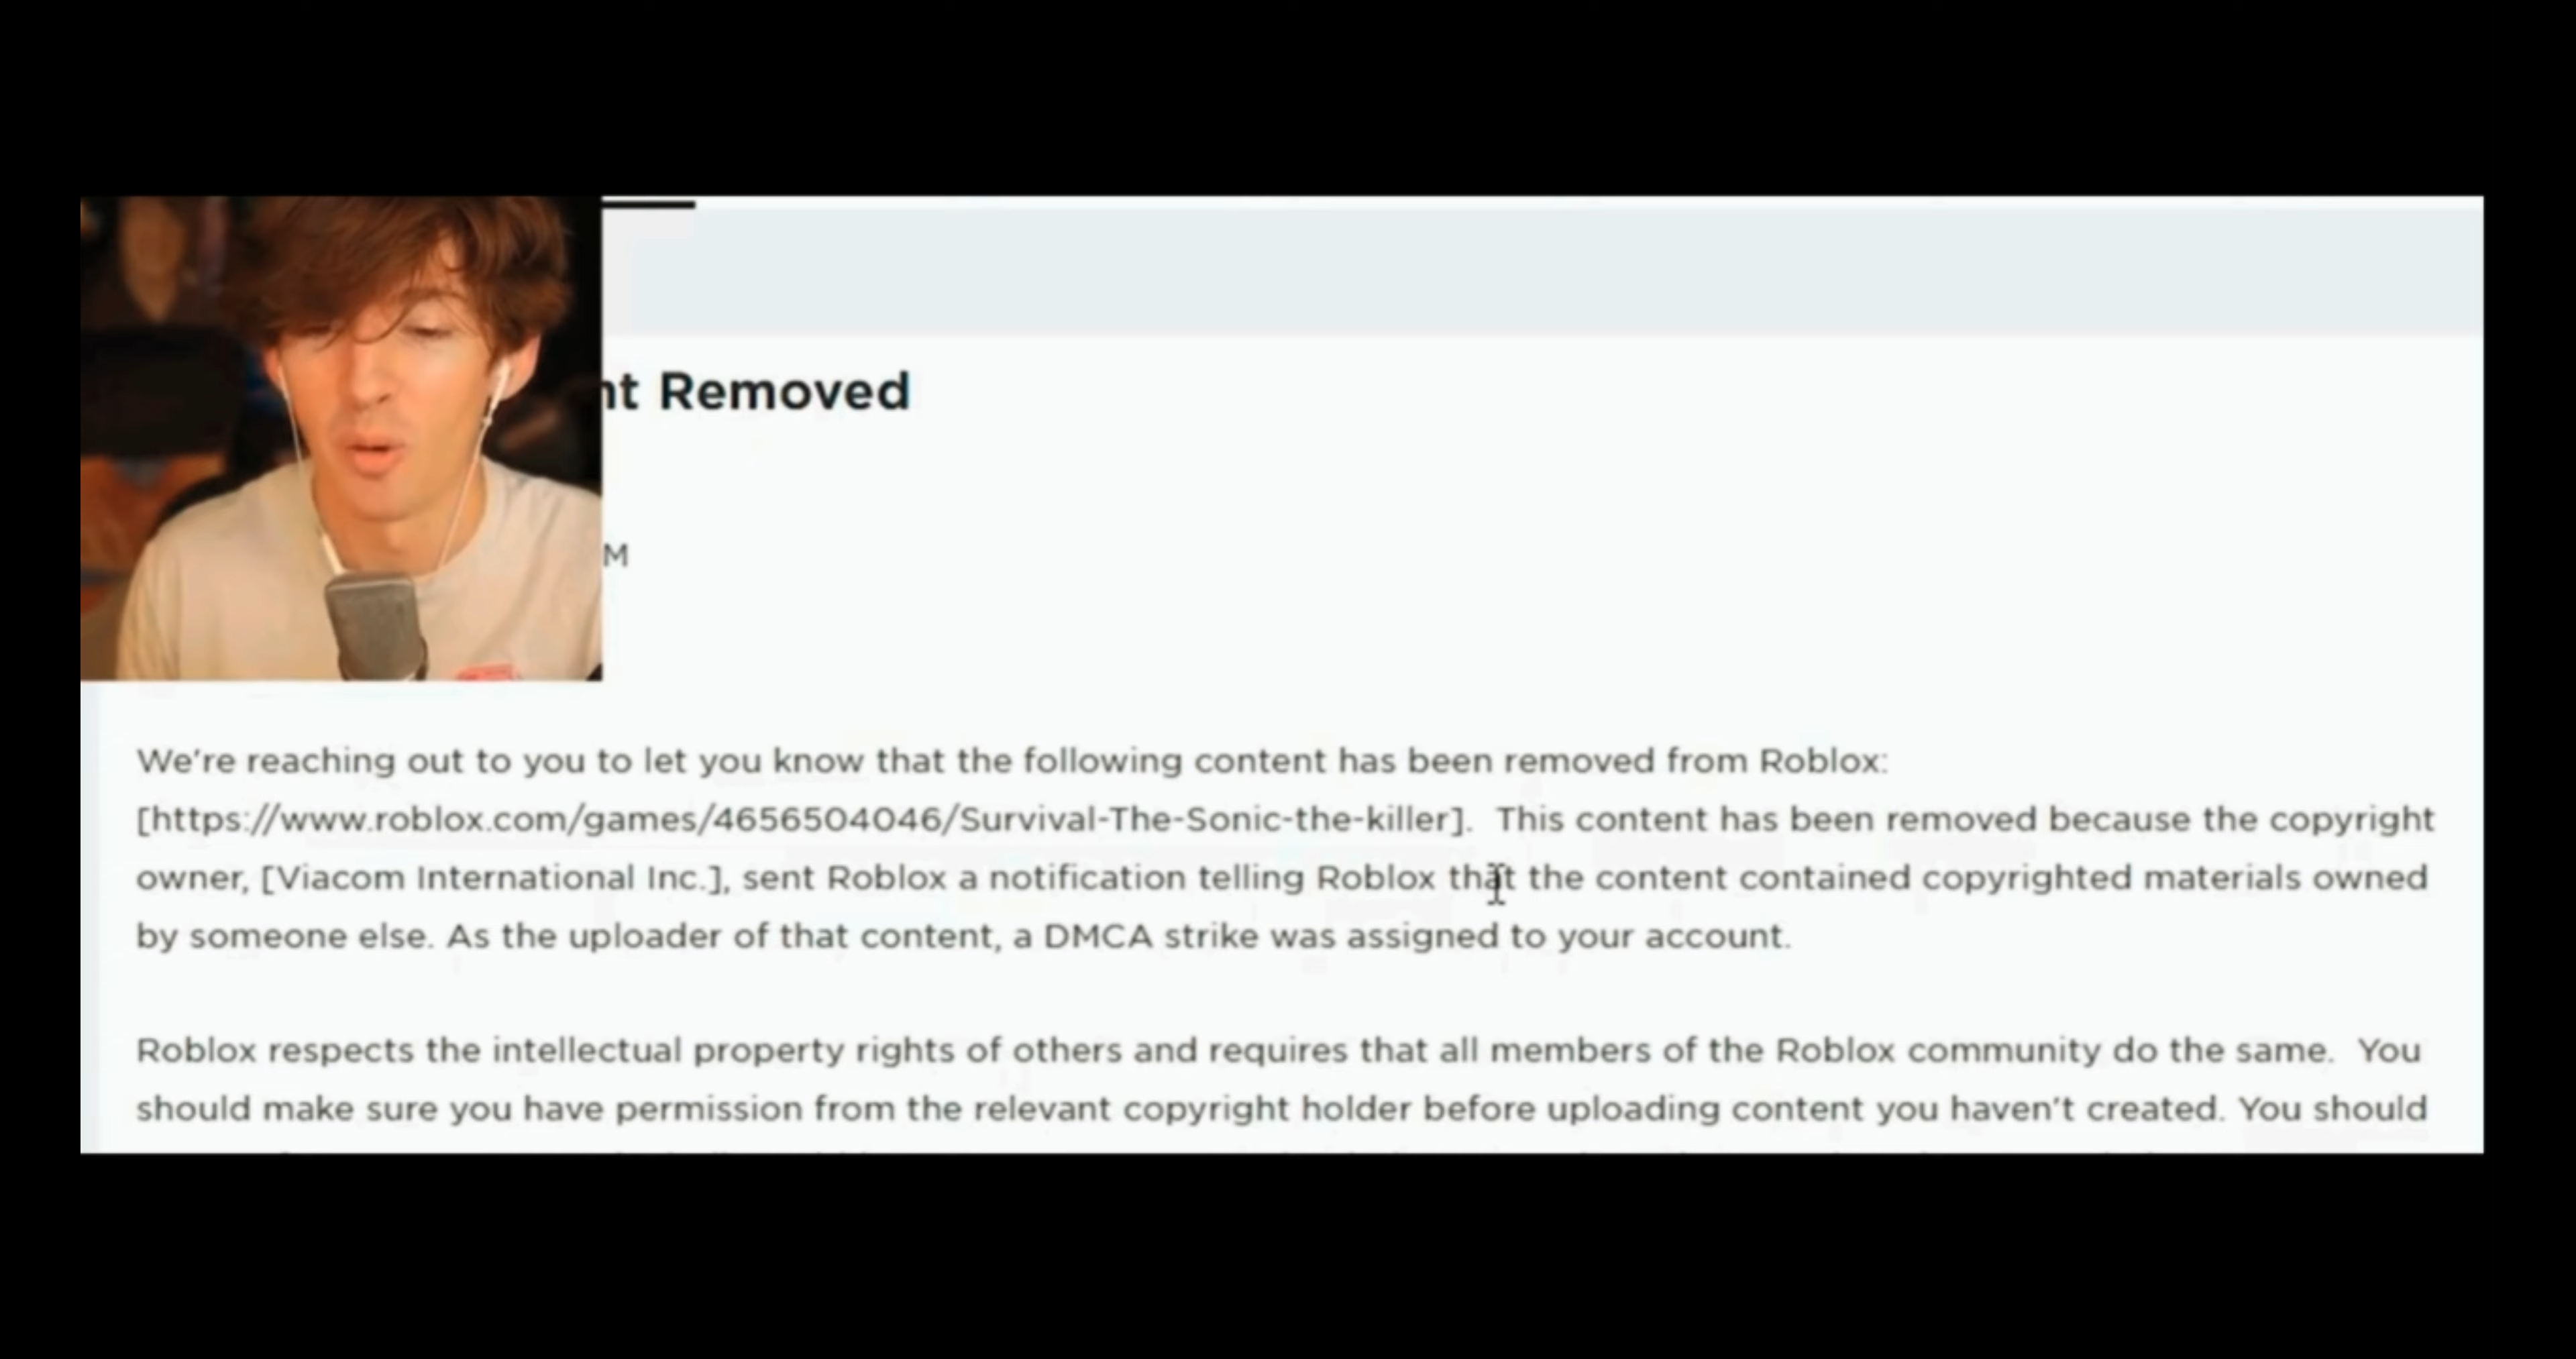 nt Removed
M
We're reaching out to you to let you know that the following content has been removed from Roblox:
[https://www.roblox.com/games/4656504046/Survival-The-Sonic-the-killer].  This content has been removed because the copyright
owner, [Viacom International Inc.], sent Roblox a notification telling Roblox that the content contained copyrighted materials owned
by someone else. As the uploader of that content, a DMCA strike was assigned to your account.
Roblox respects the intellectual property rights of others and requires that all members of the Roblox community do the same.  You
should make sure you have permission from the relevant copyright holder before uploading content you haven't created. You should